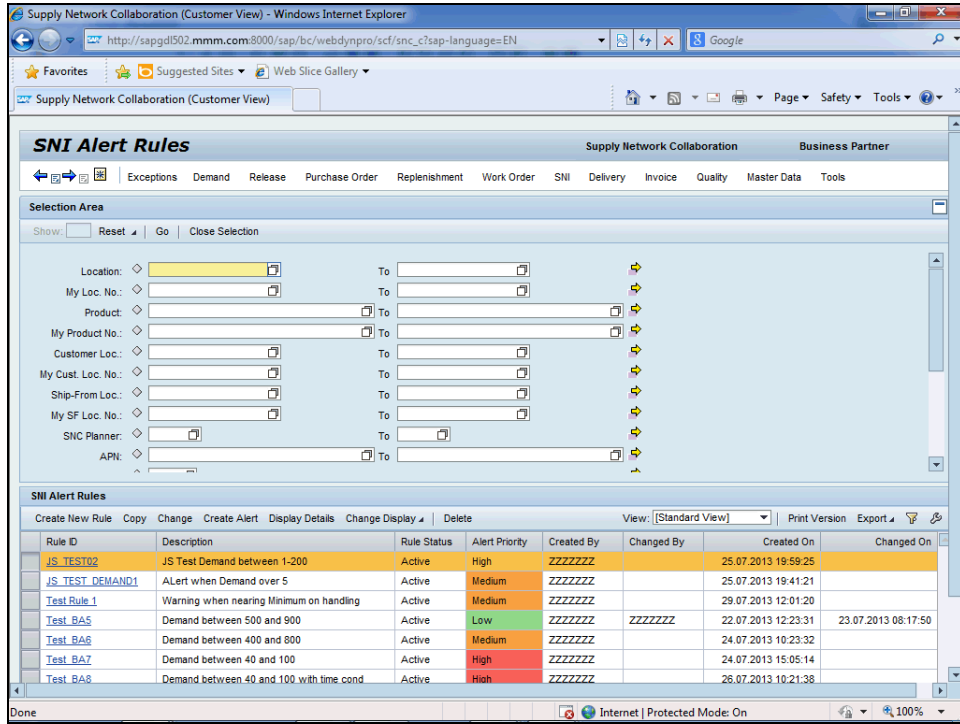 Supply Network Collaboration (Customer View) - Windows Internet Explorer
http://sapgdl502.mmm.com:8000/sap/bc/webdynpro/scf/snc_c?sap-language=EN
Google
Favorites Suggested Sites Web Slice Gallery
Supply Network Collaboration (Customer View) Page Safety Tools
SNI Alert Rules Supply Network Collaboration Business Partner
Exceptions Demand Release Purchase Order Replenishment Work Order SNI Delivery Invoice Quality Master Data Tools
Selection Area
Show: Reset Go Close Selection
Location: To
My Loc. No.: To
Product: To
My Product No.: To
Customer Loc.: To
My Cust. Loc. No.: To
Ship-From Loc.: To
My SF Loc. No.: To
SNC Planner: To
APN: To
SNI Alert Rules
Create New Rule Copy Change Create Alert Display Details Change Display Delete View: [Standard View] Print Version Export
Rule ID Description Rule Status Alert Priority Created By Changed By Created On Changed On
JS_TEST02 JS Test Demand between 1-200 Active High ZZZZZZZ 25.07.2013 19:59:25
JS_TEST_DEMAND1 ALert when Demand over 5 Active Medium ZZZZZZZ 25.07.2013 19:41:21
Test Rule 1 Warning when nearing Minimum on handling Active Medium ZZZZZZZ 29.07.2013 12:01:20
Test_BA5 Demand between 500 and 900 Active Low ZZZZZZZ ZZZZZZZ 22.07.2013 12:23:31 23.07.2013 08:17:50
Test_BA6 Demand between 400 and 800 Active Medium ZZZZZZZ 24.07.2013 10:23:32
Test_BA7 Demand between 40 and 100 Active High ZZZZZZZ 24.07.2013 15:05:14
Test_BA8 Demand between 40 and 100 with time cond Active High ZZZZZZZ 26.07.2013 10:21:38
Done Internet | Protected Mode: On 100%